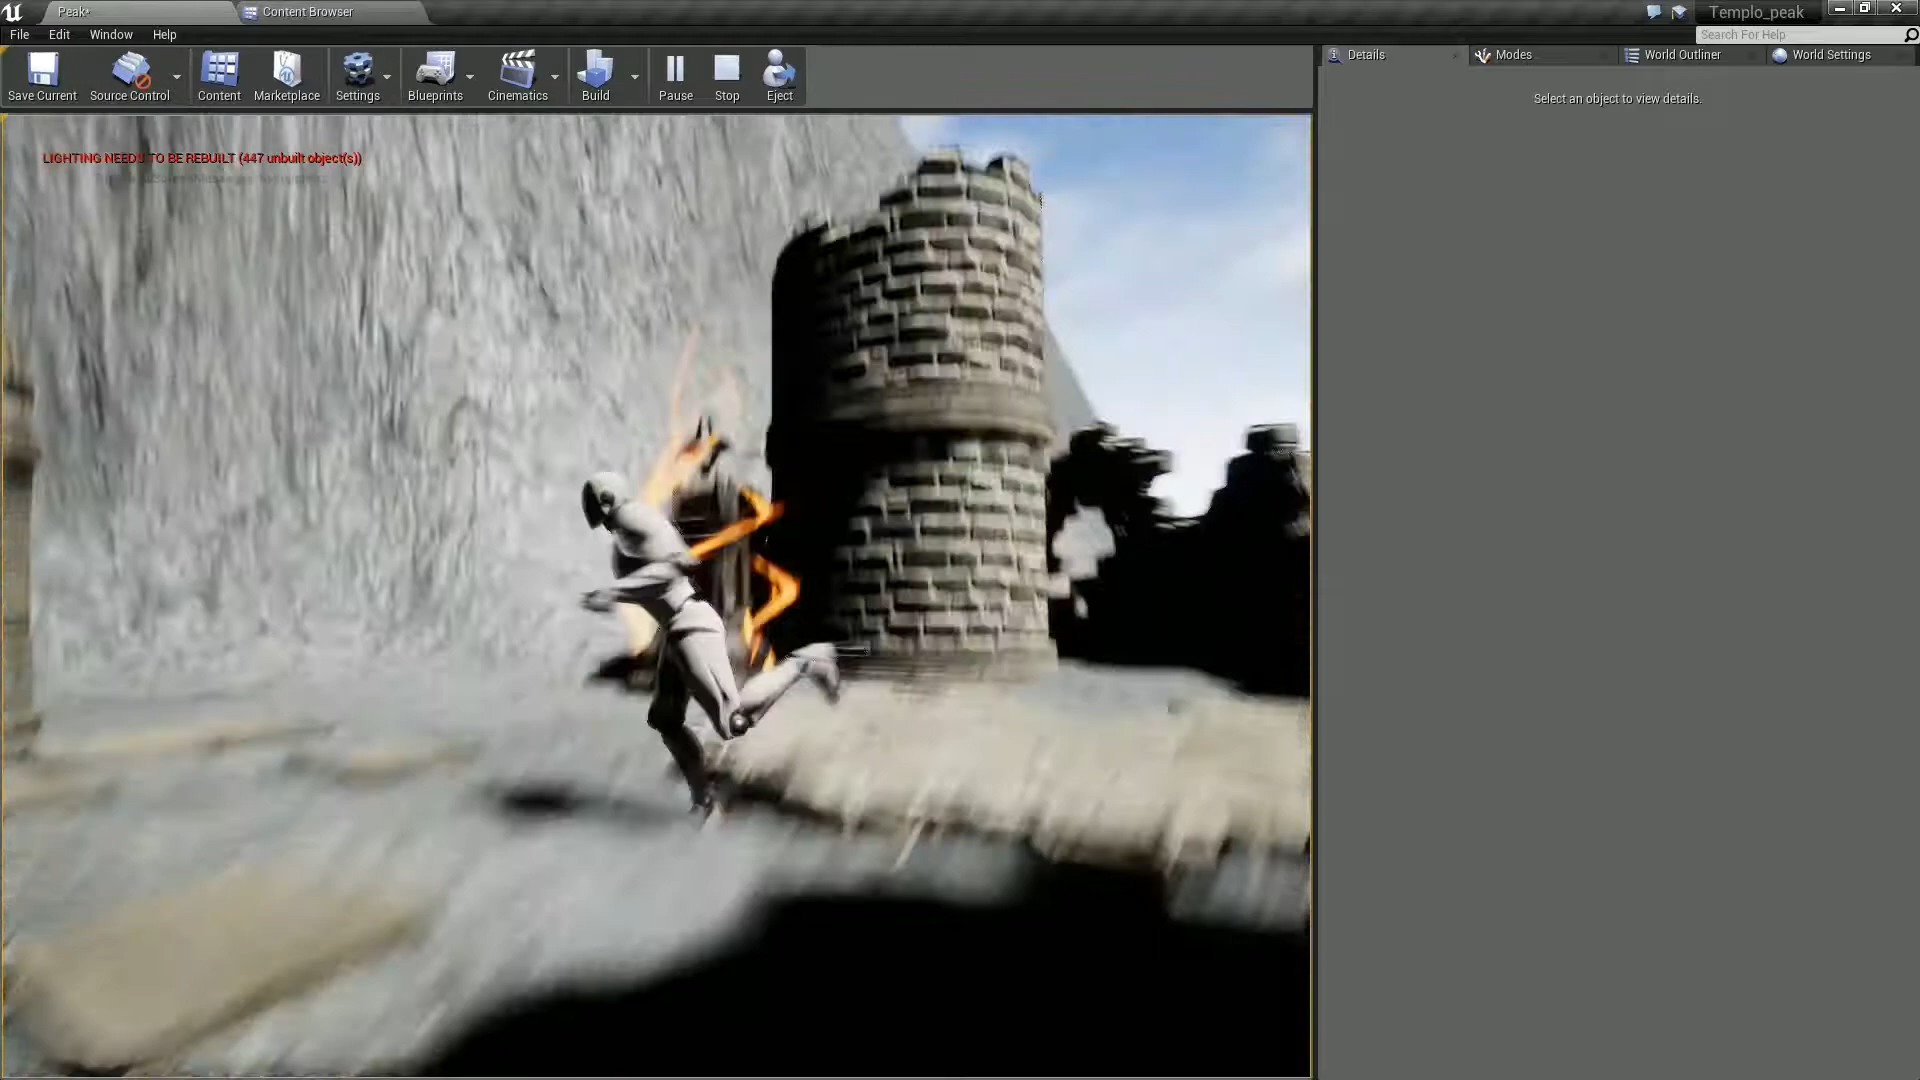 Peak*
Content Browser
Templo_peak
File Edit Window Help
Search For Help
Save Current
Source Control
Content
Marketplace
Settings
Blueprints
Cinematics
Build
Pause
Stop
Eject
Details
Modes
World Outliner
World Settings
Select an object to view details.
LIGHTING NEEDS TO BE REBUILT (447 unbuilt object(s))